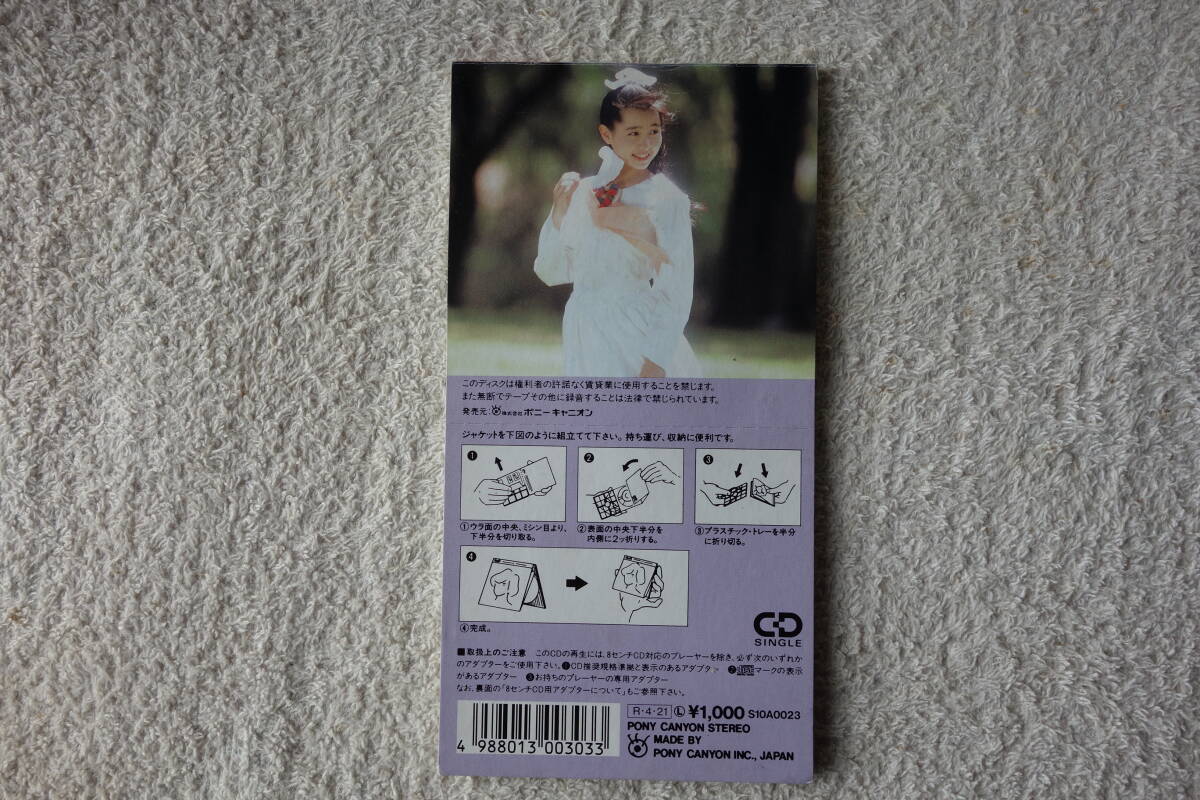 このディスクは権利者の許諾なく賃貸業に使用することを禁じます。
また無断でテープその他に録音することは法律で禁じられています。
発売元:株式会社 ポニーキャニオン
ジャケットを下図のように組立てて下さい。持ち運び、収納に便利です。
❶
❷
❸
①ウラ面の中央、ミシン目より、
下半分を切り取る。
②表面の中央下半分を
内側に2ッ折りする。
③プラスチック・トレーを半分
に折り切る。
❹
④完成。
CD
SINGLE
■取扱上のご注意 このCDの再生には、8センチCD対応のプレーヤーを除き、必ず次のいずれか
のアダプターをご使用下さい。❶CD推奨規格準拠と表示のあるアダプター ❷マークの表示
があるアダプター ❸お持ちのプレーヤーの専用アダプター
なお、裏面の「8センチCD用アダプターについて」もご参照下さい。
R・4・21 Ⓛ ¥1,000 S10A0023
PONY CANYON STEREO
MADE BY
PONY CANYON INC., JAPAN
4 988013 003033